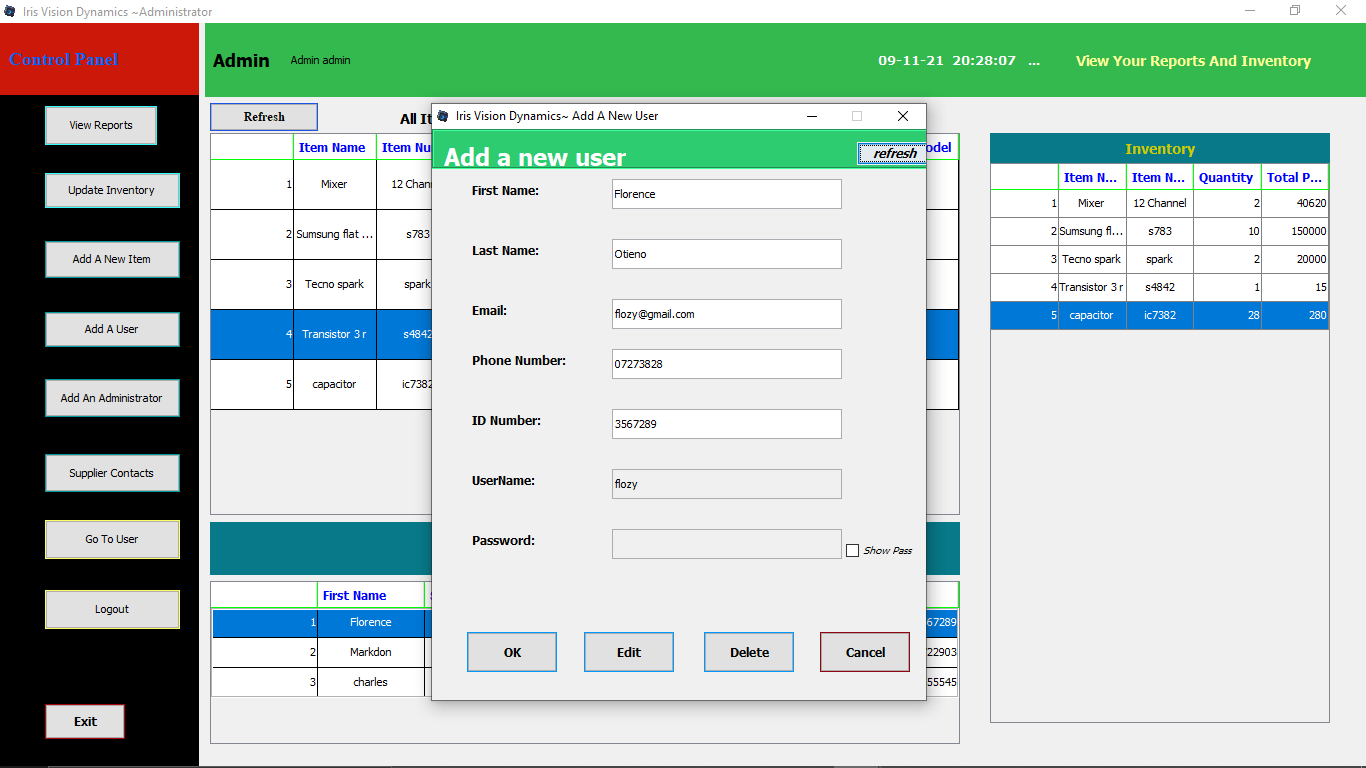 Iris Vision Dynamics ~Administrator
Control Panel
Admin
Admin admin
09-11-21 20:28:07 ...
View Your Reports And Inventory
View Reports
Update Inventory
Add A New Item
Add A User
Add An Administrator
Supplier Contacts
Go To User
Logout
Exit
Refresh
All It
Item Name Item Nu odel
1 Mixer 12 Chann
2 Sumsung flat ... s783
3 Tecno spark spark
4 Transistor 3 r s4842
5 capacitor ic7382
Iris Vision Dynamics~ Add A New User
Add a new user
refresh
First Name: Florence
Last Name: Otieno
Email: flozy@gmail.com
Phone Number: 07273828
ID Number: 3567289
UserName: flozy
Password:
Show Pass
OK Edit Delete Cancel
First Name
1 Florence 67289
2 Markdon 22903
3 charles 55545
Inventory
Item N... Item N... Quantity Total P...
1 Mixer 12 Channel 2 40620
2 Sumsung fl... s783 10 150000
3 Tecno spark spark 2 20000
4 Transistor 3 r s4842 1 15
5 capacitor ic7382 28 280